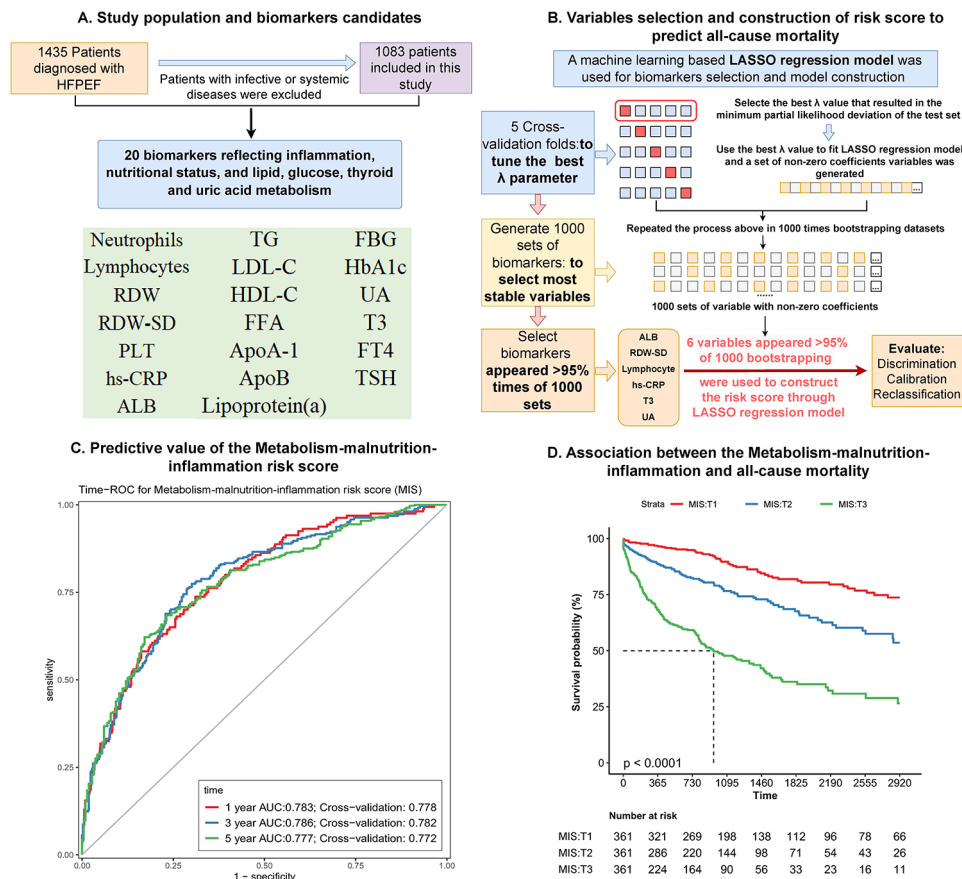 A. Study population and biomarkers candidates
1435 Patients
diagnosed with
HFPEF
Patients with infective or systemic
diseases were excluded
1083 patients
included in this
study
20 biomarkers reflecting inflammation,
nutritional status, and lipid, glucose, thyroid
and uric acid metabolism
Neutrophils TG FBG
Lymphocytes LDL-C HbA1c
RDW HDL-C UA
RDW-SD FFA T3
PLT ApoA-1 FT4
hs-CRP ApoB TSH
ALB Lipoprotein(a)
B. Variables selection and construction of risk score to
predict all-cause mortality
A machine learning based LASSO regression model was
used for biomarkers selection and model construction
5 Cross-
validation folds:to
tune the best
λ parameter
Selecte the best λ value that resulted in the
minimum partial likelihood deviation of the test set
Use the best λ value to fit LASSO regression model
and a set of non-zero coefficients variables was
generated
...
Repeated the process above in 1000 times bootstrapping datasets
Generate 1000
sets of
biomarkers: to
select most
stable variables
...
...
...
......
1000 sets of variable with non-zero coefficients
Select
biomarkers
appeared >95%
times of 1000
sets
ALB
RDW-SD
Lymphocyte
hs-CRP
T3
UA
6 variables appeared >95%
of 1000 bootstrapping
were used to construct
the risk score through
LASSO regression model
Evaluate:
Discrimination
Calibration
Reclassification
C. Predictive value of the Metabolism-malnutrition-
inflammation risk score
Time-ROC for Metabolism-malnutrition-inflammation risk score (MIS)
sensitivity
1.00
0.75
0.50
0.25
0.00
time
1 year AUC:0.783; Cross-validation: 0.778
3 year AUC:0.786; Cross-validation: 0.782
5 year AUC:0.777; Cross-validation: 0.772
0.00 0.25 0.50 0.75 1.00
1 - specificity
D. Association between the Metabolism-malnutrition-
inflammation and all-cause mortality
Strata MIS:T1 MIS:T2 MIS:T3
Survival probability (%)
100
75
50
25
0
p < 0.0001
0 365 730 1095 1460 1825 2190 2555 2920
Time
Number at risk
MIS:T1 361 321 269 198 138 112 96 78 66
MIS:T2 361 286 220 144 98 71 54 43 26
MIS:T3 361 224 164 90 56 33 23 16 11